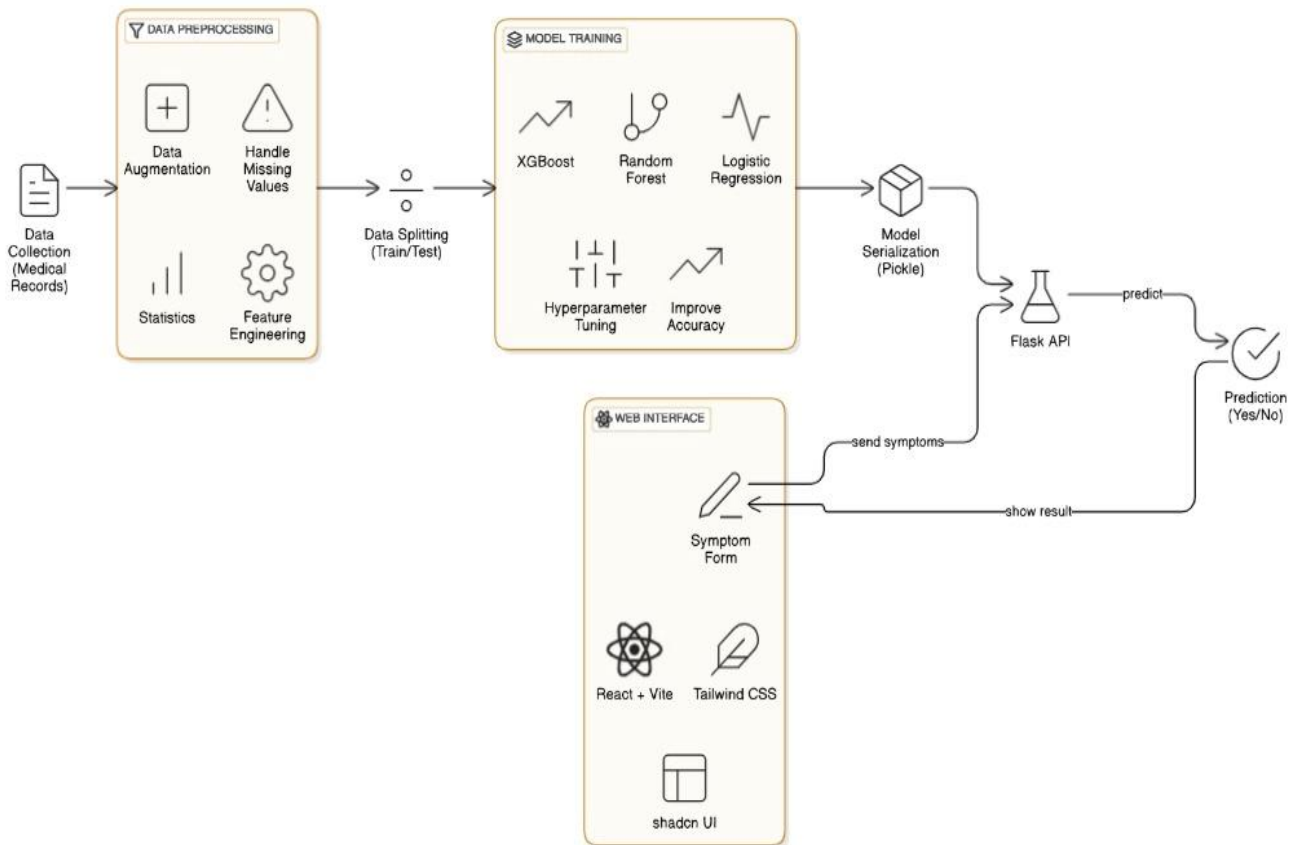 DATA PREPROCESSING
Data
Augmentation
Handle
Missing
Values
Statistics
Feature
Engineering
Data
Collection
(Medical
Records)
Data Splitting
(Train/Test)
MODEL TRAINING
XGBoost
Random
Forest
Logistic
Regression
Hyperparameter
Tuning
Improve
Accuracy
Model
Serialization
(Pickle)
Flask API
predict
Prediction
(Yes/No)
WEB INTERFACE
send symptoms
show result
Symptom
Form
React + Vite
Tailwind CSS
shadcn UI